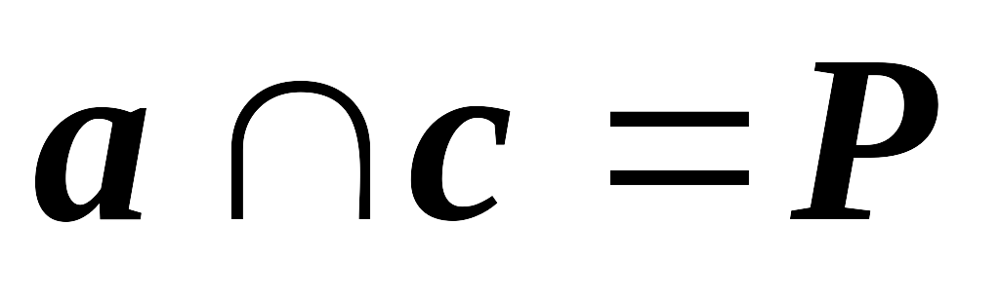 a ∩ c = P